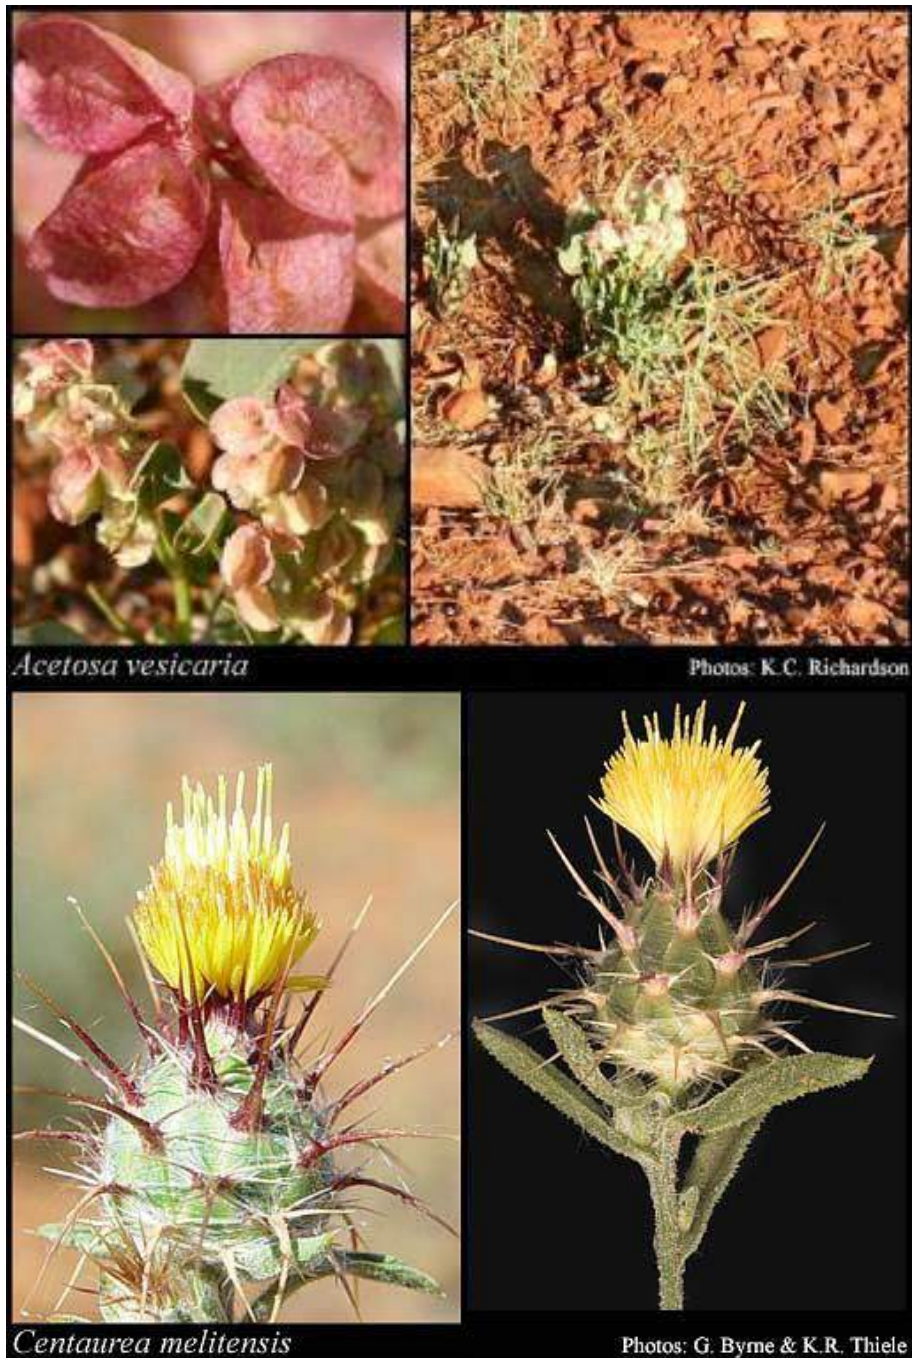 Acetosa vesicaria
Photos: K.C. Richardson
Centaurea melitensis
Photos: G. Byrne & K.R. Thiele